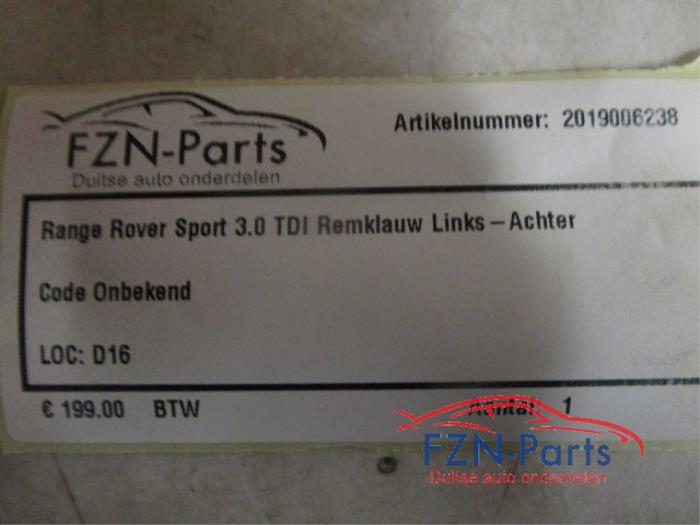 FZN-Parts
Duitse auto onderdelen
Artikelnummer: 2019006238
Range Rover Sport 3.0 TDI Remklauw Links-Achter
Code Onbekend
LOC: D16
€ 199.00 BTW Aantal 1
FZN-Parts
Duitse auto onderdelen